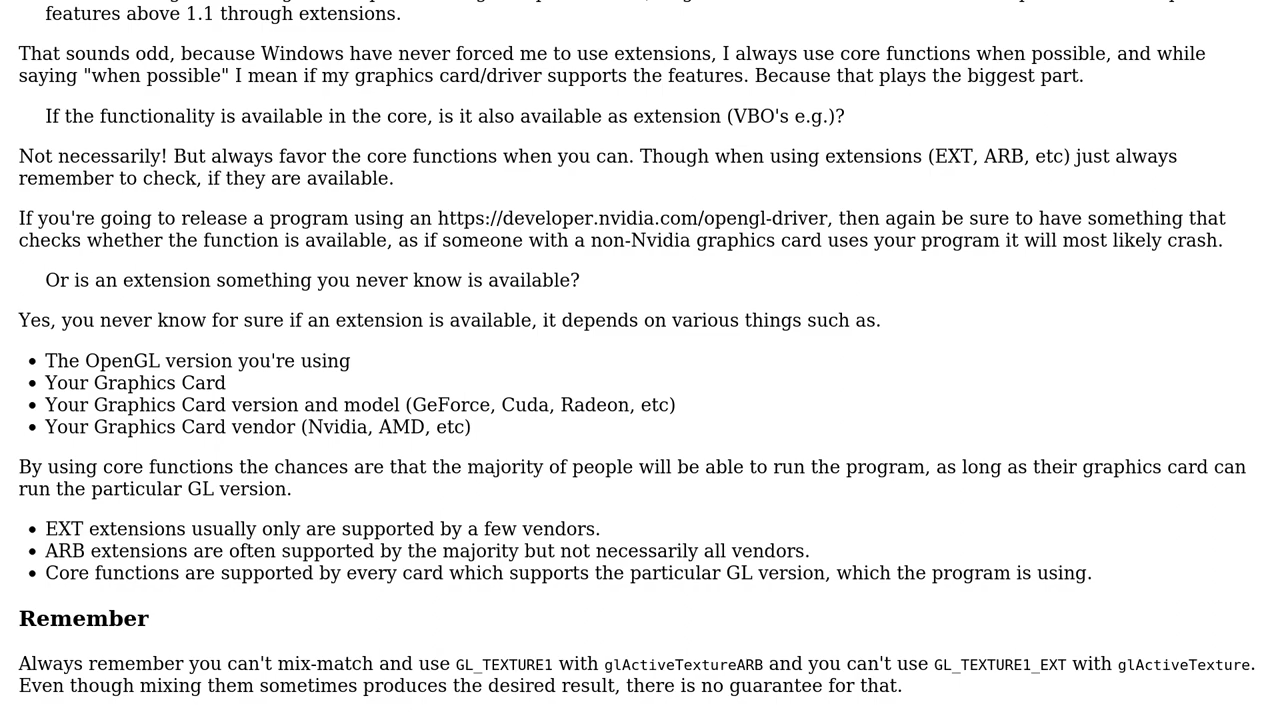 features above 1.1 through extensions.
That sounds odd, because Windows have never forced me to use extensions, I always use core functions when possible, and while
saying "when possible" I mean if my graphics card/driver supports the features. Because that plays the biggest part.
If the functionality is available in the core, is it also available as extension (VBO's e.g.)?
Not necessarily! But always favor the core functions when you can. Though when using extensions (EXT, ARB, etc) just always
remember to check, if they are available.
If you're going to release a program using an https://developer.nvidia.com/opengl-driver, then again be sure to have something that
checks whether the function is available, as if someone with a non-Nvidia graphics card uses your program it will most likely crash.
Or is an extension something you never know is available?
Yes, you never know for sure if an extension is available, it depends on various things such as.
• The OpenGL version you're using
• Your Graphics Card
• Your Graphics Card version and model (GeForce, Cuda, Radeon, etc)
• Your Graphics Card vendor (Nvidia, AMD, etc)
By using core functions the chances are that the majority of people will be able to run the program, as long as their graphics card can
run the particular GL version.
• EXT extensions usually only are supported by a few vendors.
• ARB extensions are often supported by the majority but not necessarily all vendors.
• Core functions are supported by every card which supports the particular GL version, which the program is using.
Remember
Always remember you can't mix-match and use GL_TEXTURE1 with glActiveTextureARB and you can't use GL_TEXTURE1_EXT with glActiveTexture.
Even though mixing them sometimes produces the desired result, there is no guarantee for that.